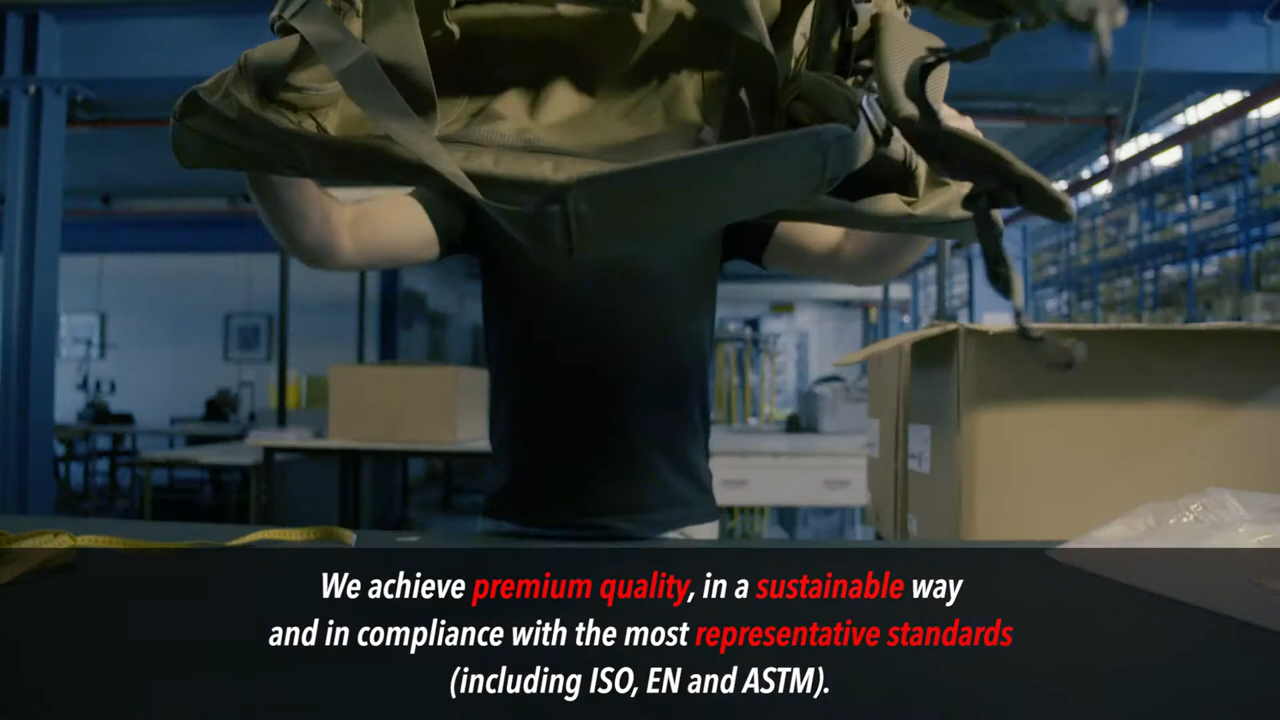 We achieve premium quality, in a sustainable way
and in compliance with the most representative standards
(including ISO, EN and ASTM).